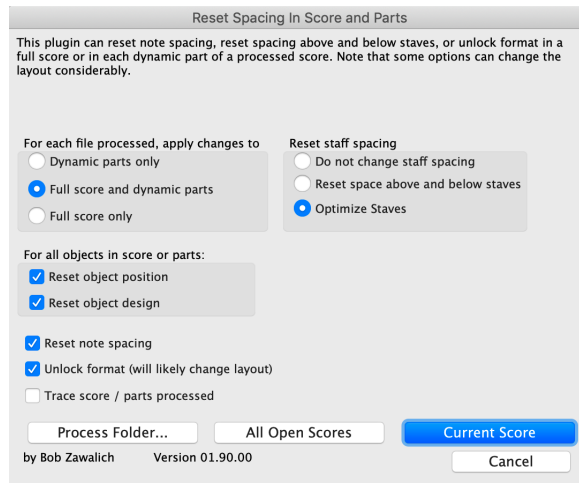 Reset Spacing In Score and Parts
This plugin can reset note spacing, reset spacing above and below staves, or unlock format in a
full score or in each dynamic part of a processed score. Note that some options can change the
layout considerably.
For each file processed, apply changes to
Dynamic parts only
Full score and dynamic parts
Full score only
Reset staff spacing
Do not change staff spacing
Reset space above and below staves
Optimize Staves
For all objects in score or parts:
Reset object position
Reset object design
Reset note spacing
Unlock format (will likely change layout)
Trace score / parts processed
Process Folder...
All Open Scores
Current Score
by Bob Zawalich
Version 01.90.00
Cancel